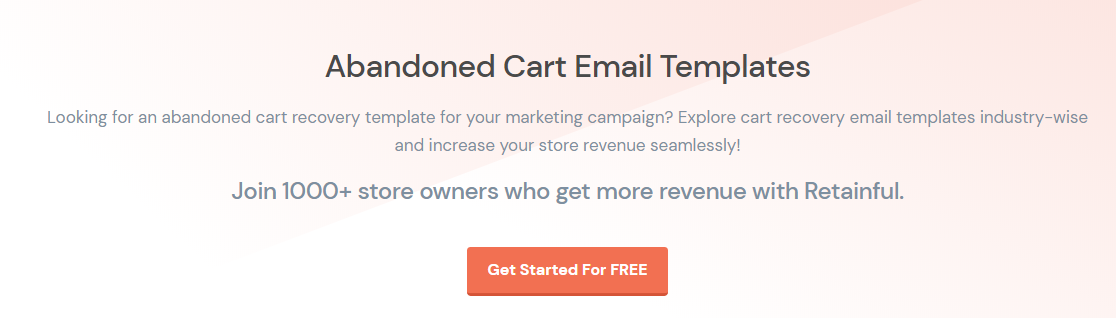 Abandoned Cart Email Templates
Looking for an abandoned cart recovery template for your marketing campaign? Explore cart recovery email templates industry-wise
and increase your store revenue seamlessly!
Join 1000+ store owners who get more revenue with Retainful.
Get Started For FREE